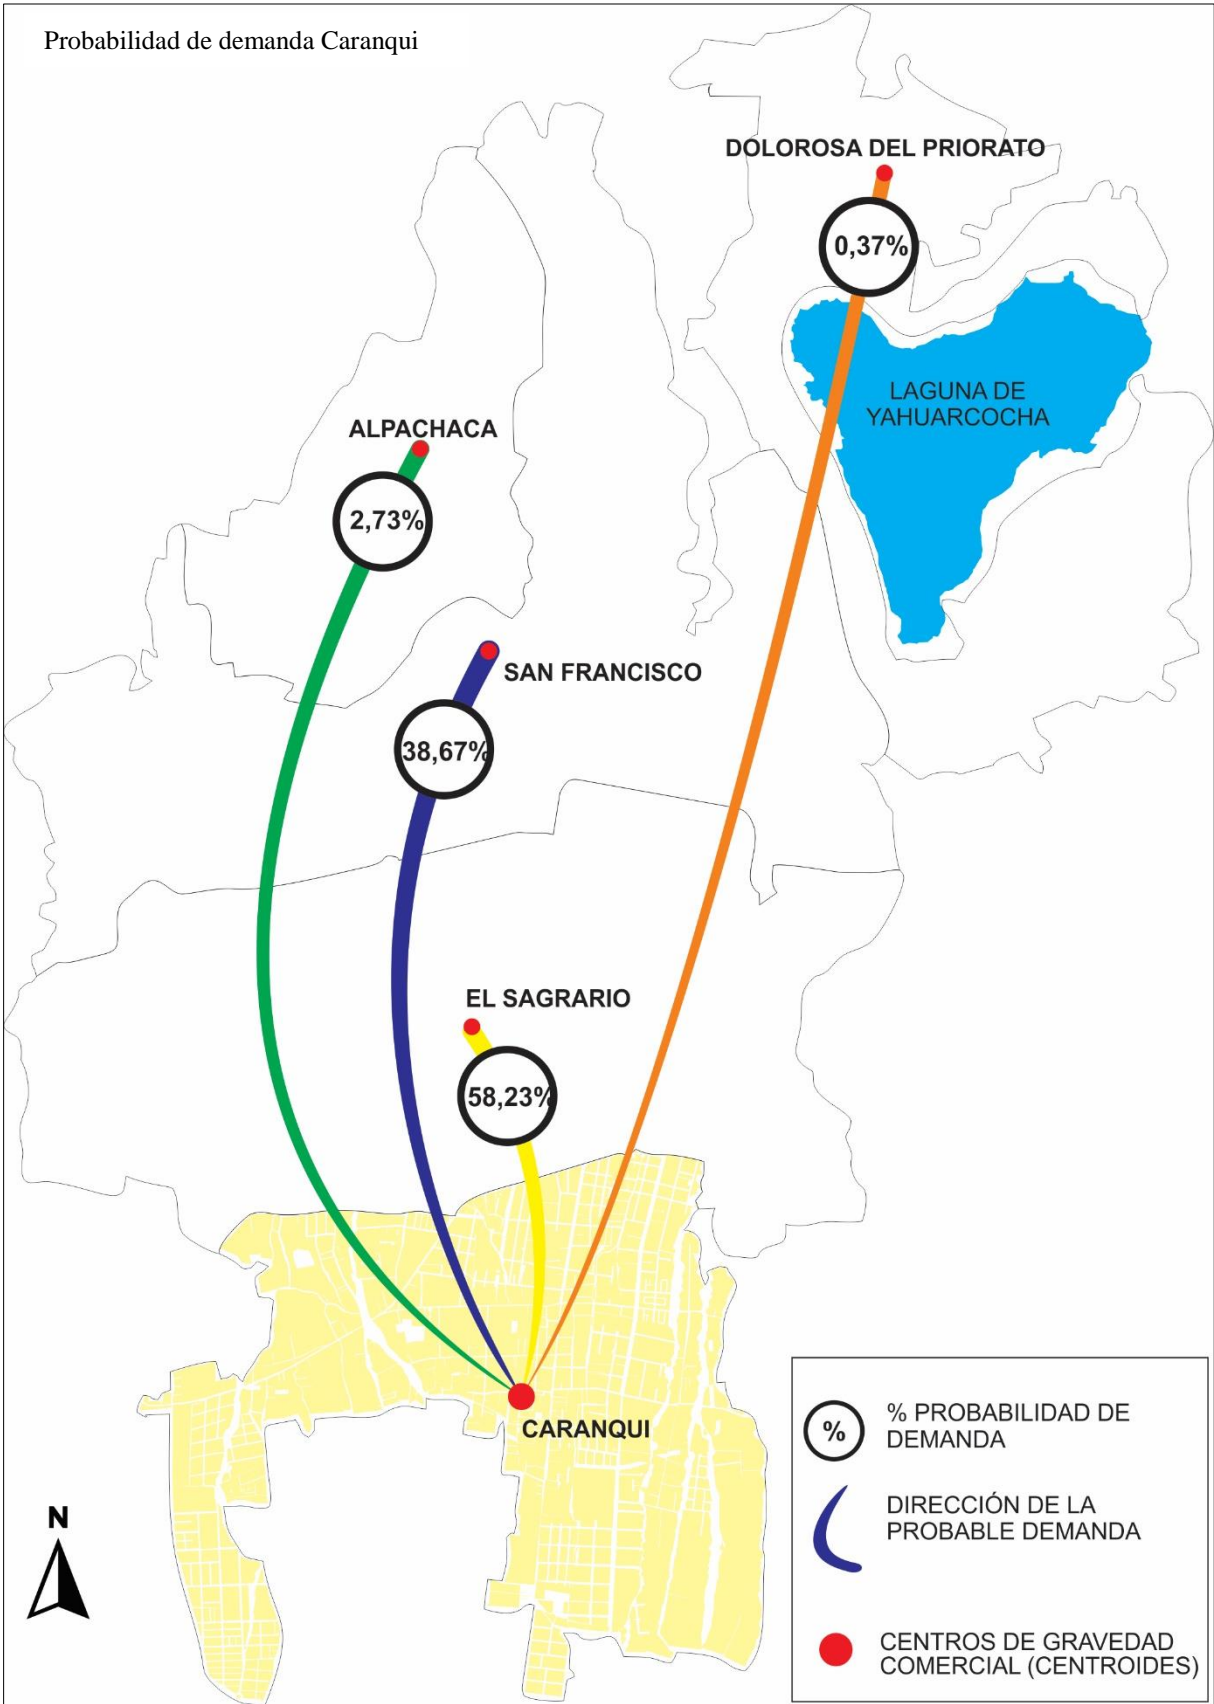 Probabilidad de demanda Caranqui
DOLOROSA DEL PRIORATO
0,37%
LAGUNA DE
YAHUARCOCHA
ALPACHACA
2,73%
SAN FRANCISCO
38,67%
EL SAGRARIO
58,23%
CARANQUI
%
% PROBABILIDAD DE
DEMANDA
DIRECCIÓN DE LA
PROBABLE DEMANDA
CENTROS DE GRAVEDAD
COMERCIAL (CENTROIDES)
N